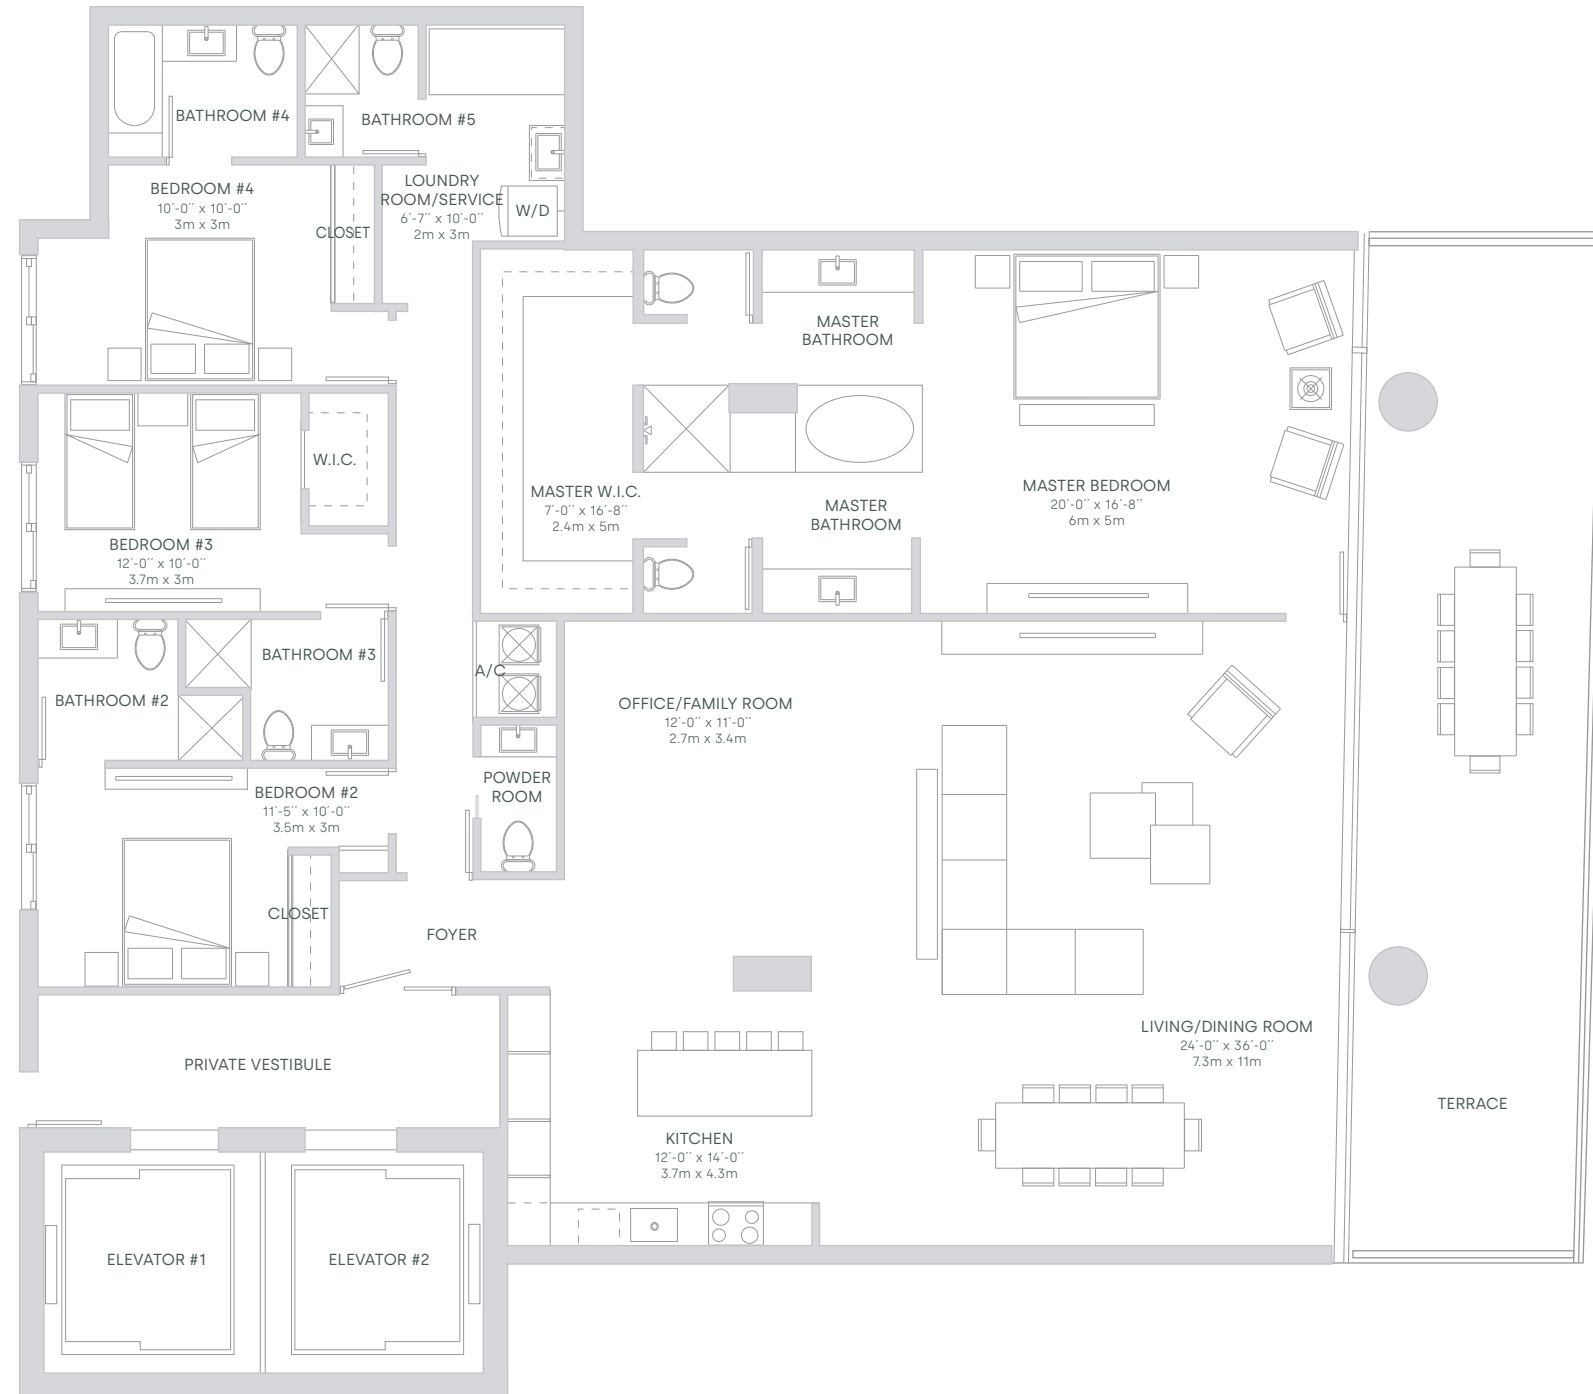 BATHROOM #4
BATHROOM #5
BEDROOM #4
10´-0´´ x 10´-0´´
3m x 3m
CLOSET
LOUNDRY
ROOM/SERVICE
6´-7´´ x 10´-0´´
2m x 3m
W/D
MASTER
BATHROOM
W.I.C.
MASTER W.I.C.
7´-0´´ x 16´-8´´
2.4m x 5m
MASTER
BATHROOM
MASTER BEDROOM
20´-0´´ x 16´-8´´
6m x 5m
BEDROOM #3
12´-0´´ x 10´-0´´
3.7m x 3m
BATHROOM #3
BATHROOM #2
A/C
OFFICE/FAMILY ROOM
12´-0´´ x 11´-0´´
2.7m x 3.4m
POWDER
ROOM
BEDROOM #2
11´-5´´ x 10´-0´´
3.5m x 3m
CLOSET
FOYER
LIVING/DINING ROOM
24´-0´´ x 36´-0´´
7.3m x 11m
PRIVATE VESTIBULE
TERRACE
KITCHEN
12´-0´´ x 14´-0´´
3.7m x 4.3m
ELEVATOR #1
ELEVATOR #2